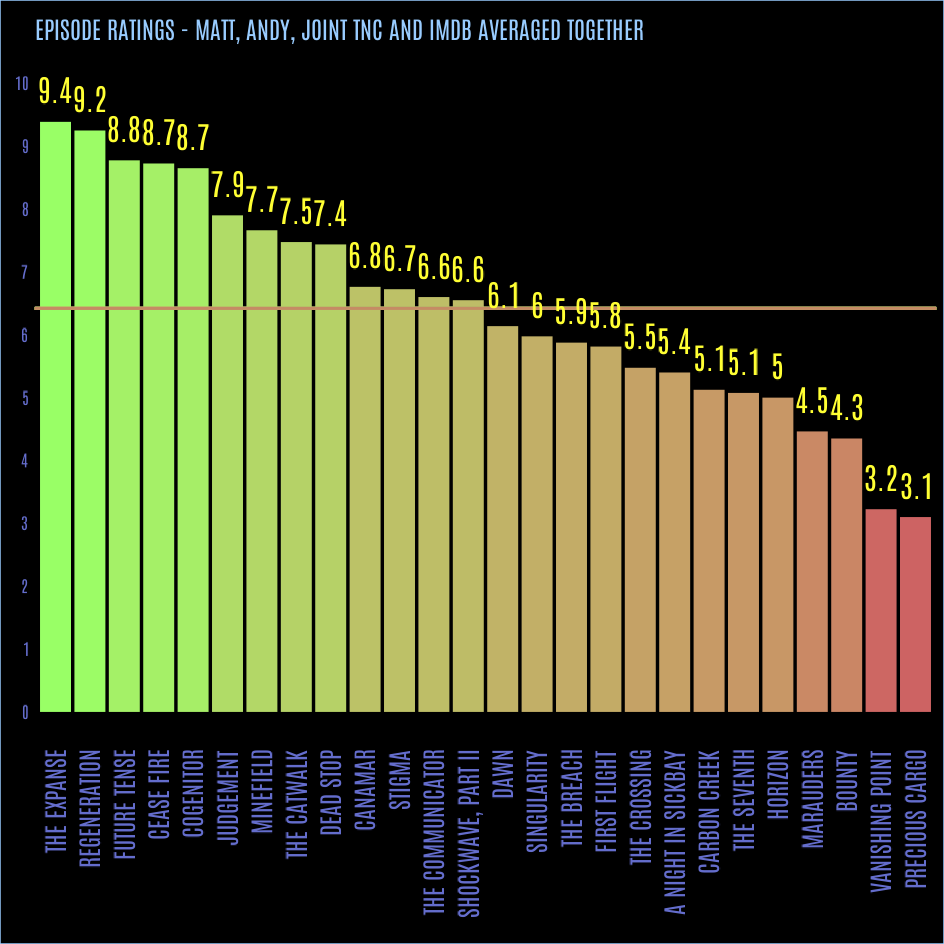 EPISODE RATINGS - MATT, ANDY, JOINT TNC AND IMDB AVERAGED TOGETHER
10
9
8
7
6
5
4
3
2
1
0
9.4
9.2
8.8
8.7
8.7
7.9
7.7
7.5
7.4
6.8
6.7
6.6
6.6
6.1
6
5.9
5.8
5.5
5.4
5.1
5.1
5
4.5
4.3
3.2
3.1
THE EXPANSE
REGENERATION
FUTURE TENSE
CEASE FIRE
COGENITOR
JUDGEMENT
MINEFIELD
THE CATWALK
DEAD STOP
CANAMAR
STIGMA
THE COMMUNICATOR
SHOCKWAVE, PART II
DAWN
SINGULARITY
THE BREACH
FIRST FLIGHT
THE CROSSING
A NIGHT IN SICKBAY
CARBON CREEK
THE SEVENTH
HORIZON
MARAUDERS
BOUNTY
VANISHING POINT
PRECIOUS CARGO